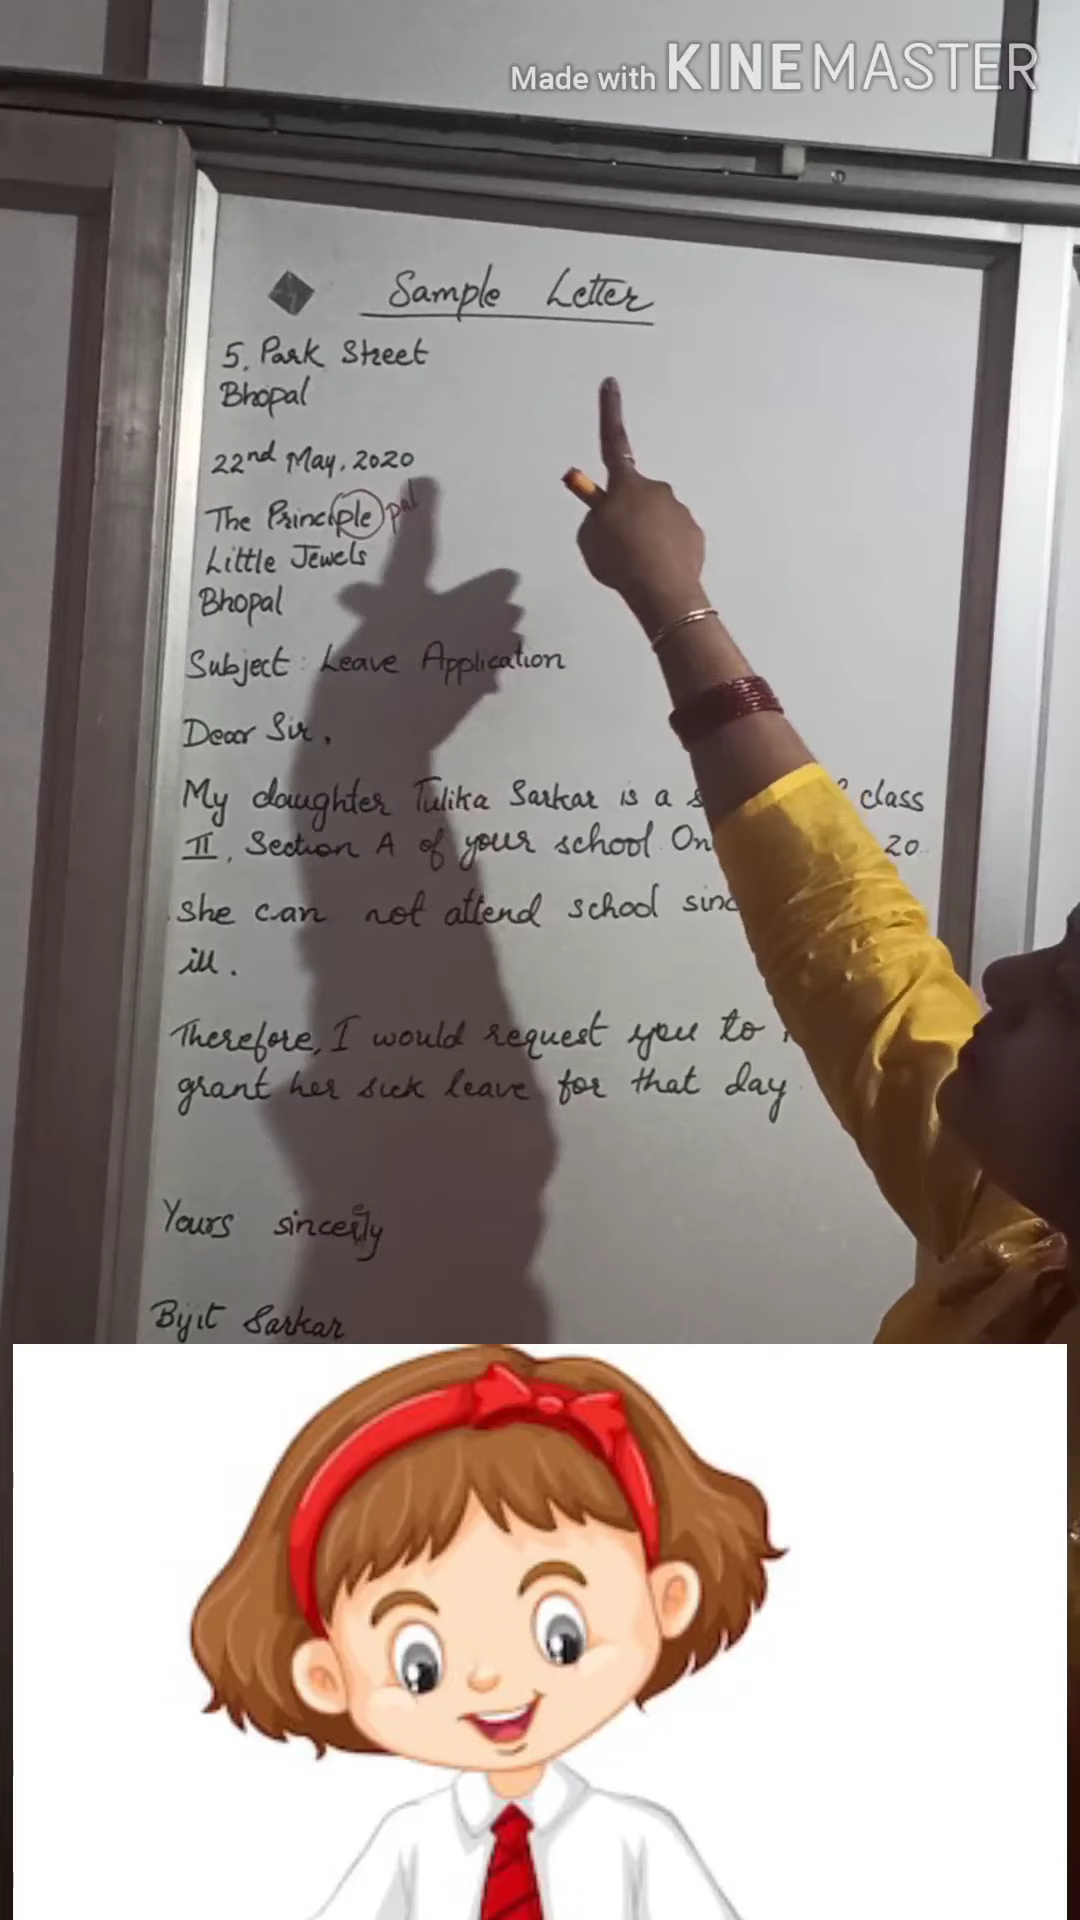 Made with KINEMASTER
Sample Letter
5, Park Street
Bhopal
22nd May, 2020
The Principle pal
Little Jewels
Bhopal
Subject: Leave Application
Dear Sir,
My daughter Tulika Sarkar is a class
II, Section A of your school On 20
she can not attend school
ill.
Therefore, I would request you to
grant her sick leave for that day
Yours
Bijit Sarkar